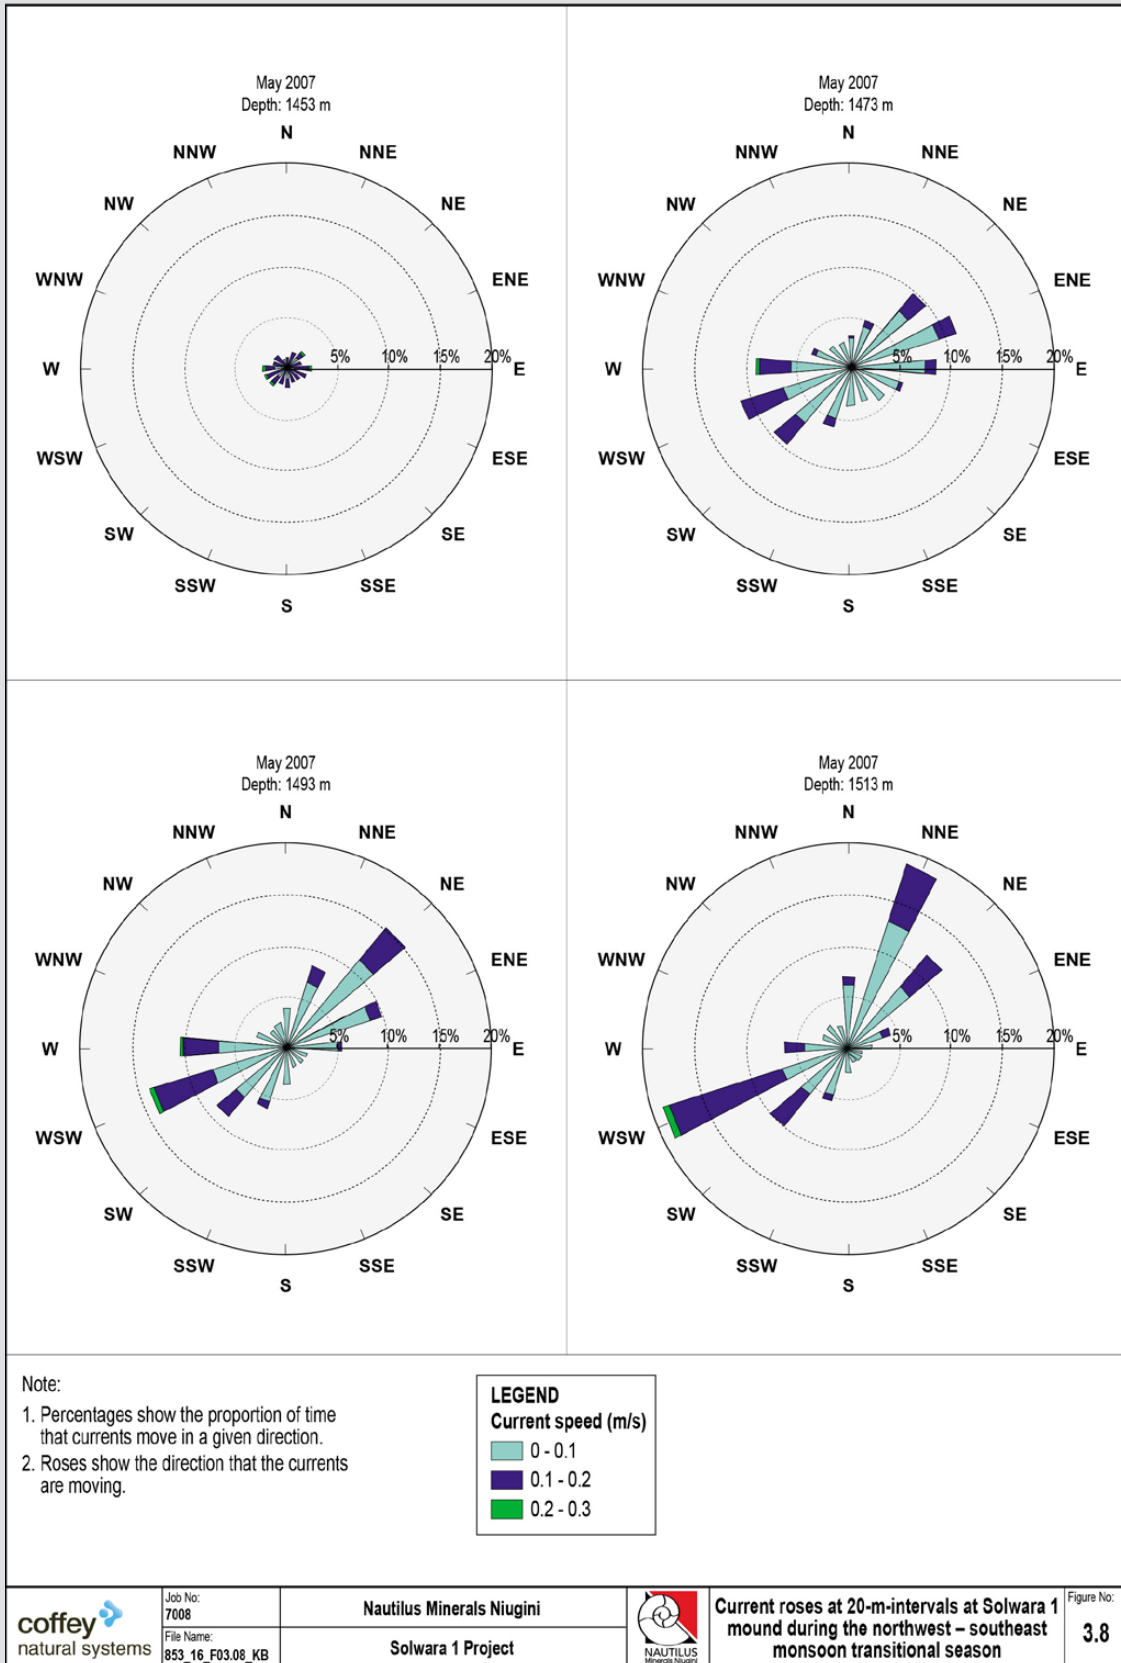 May 2007
Depth: 1453 m
N
NNW
NNE
NW
NE
WNW
ENE
5%
10%
15%
20%
W
E
WSW
ESE
SW
SE
SSW
SSE
S
May 2007
Depth: 1473 m
N
NNW
NNE
NW
NE
WNW
ENE
5%
10%
15%
20%
W
E
WSW
ESE
SW
SE
SSW
SSE
S
May 2007
Depth: 1493 m
N
NNW
NNE
NW
NE
WNW
ENE
5%
10%
15%
20%
W
E
WSW
ESE
SW
SE
SSW
SSE
S
May 2007
Depth: 1513 m
N
NNW
NNE
NW
NE
WNW
ENE
5%
10%
15%
20%
W
E
WSW
ESE
SW
SE
SSW
SSE
S
Note:
1. Percentages show the proportion of time
that currents move in a given direction.
2. Roses show the direction that the currents
are moving.
LEGEND
Current speed (m/s)
0 - 0.1
0.1 - 0.2
0.2 - 0.3
coffey
natural systems
Job No:
7008
File Name:
853_16_F03.08_KB
Nautilus Minerals Niugini
Solwara 1 Project
NAUTILUS
Minerals Niugini
Current roses at 20-m-intervals at Solwara 1
mound during the northwest – southeast
monsoon transitional season
Figure No:
3.8